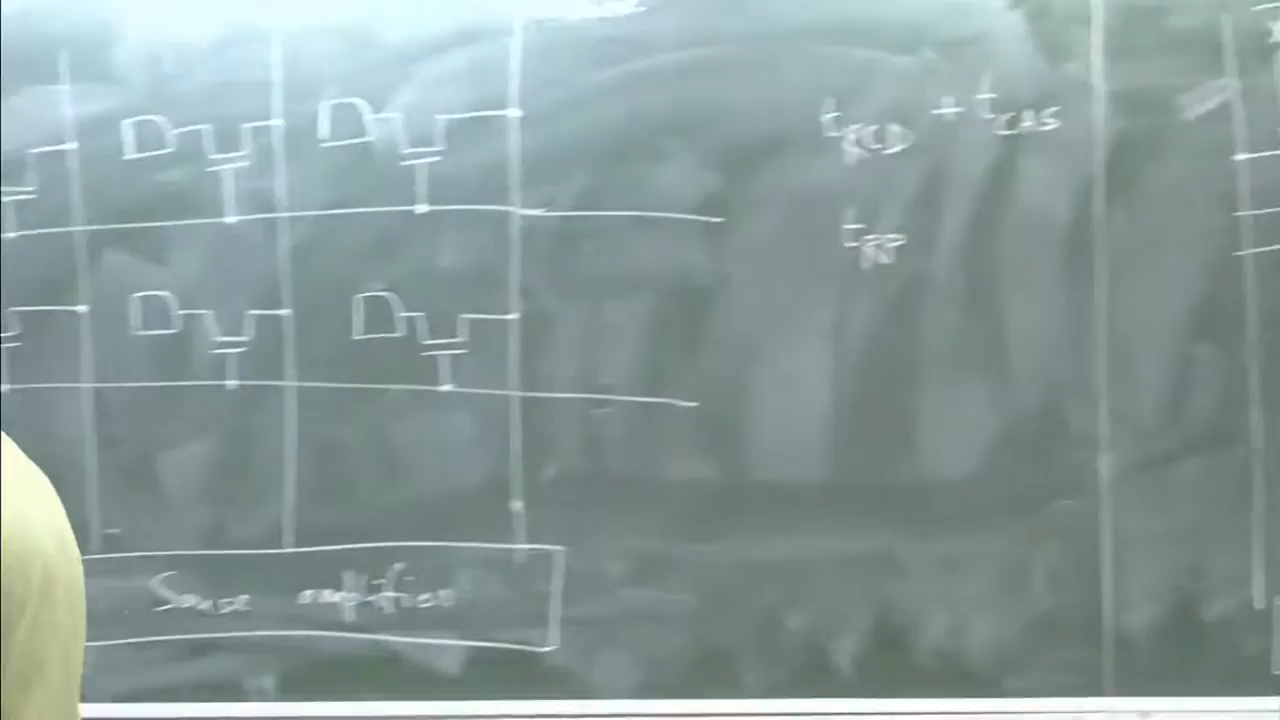 t_RCD + t_CAS
t_RP
Sense amplifier